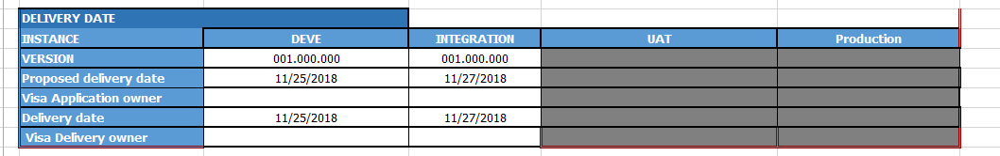 DELIVERY DATE
INSTANCE DEVE INTEGRATION UAT Production
VERSION 001.000.000 001.000.000
Proposed delivery date 11/25/2018 11/27/2018
Visa Application owner
Delivery date 11/25/2018 11/27/2018
Visa Delivery owner